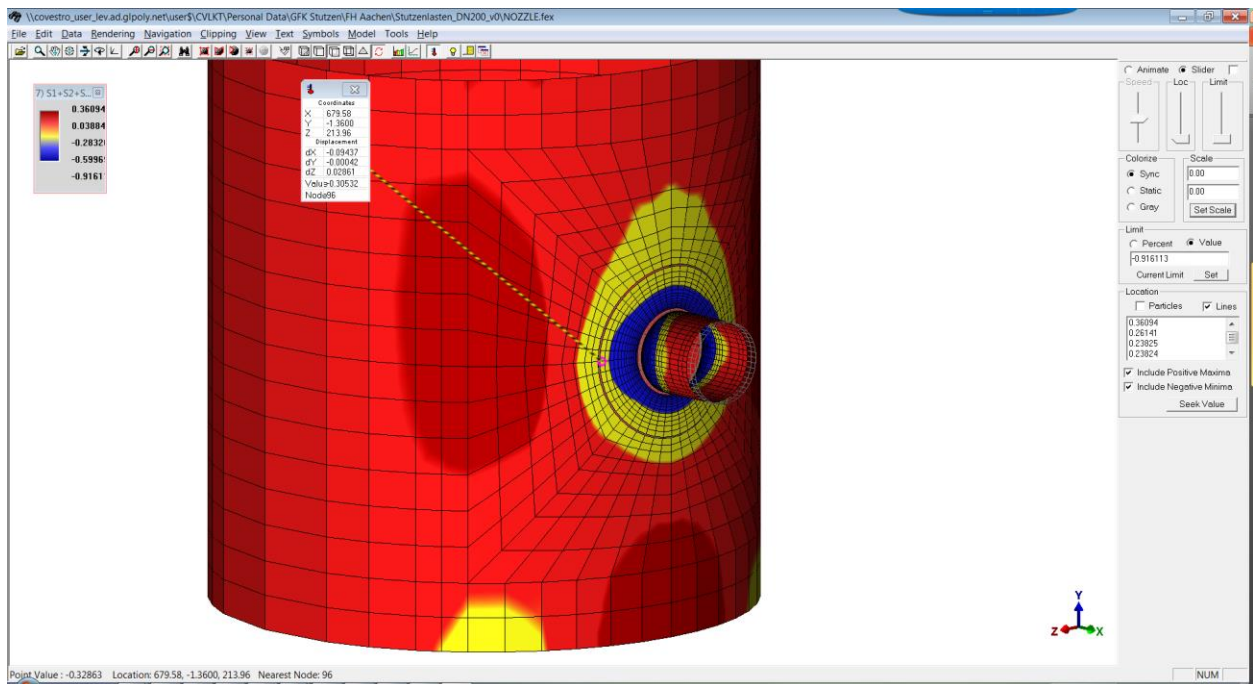 \\covestro_user_lev.ad.glpoly.net\user$\CVLKT\Personal Data\GFK Stutzen\FH Aachen\Stutzenlasten_DN200_v0\NOZZLE.fex
File Edit Data Rendering Navigation Clipping View Text Symbols Model Tools Help
7) S1+S2+S...
0.36094
0.03884
-0.2832
-0.5996
-0.9161
Coordinates
X 679.58
Y -1.3600
Z 213.96
Displacement
dX -0.09437
dY -0.00042
dZ 0.02861
Value-0.30532
Node96
Animate Slider
Speed Loc Limit
Colorize Scale
Sync 0.00
Static 0.00
Gray Set Scale
Limit
Percent Value
-0.916113
Current Limit Set
Location
Particles Lines
0.36094
0.26141
0.23825
0.23824
Include Positive Maxima
Include Negative Minima
Seek Value
Y
Z X
Point Value : -0.32863 Location: 679.58, -1.3600, 213.96 Nearest Node: 96
NUM